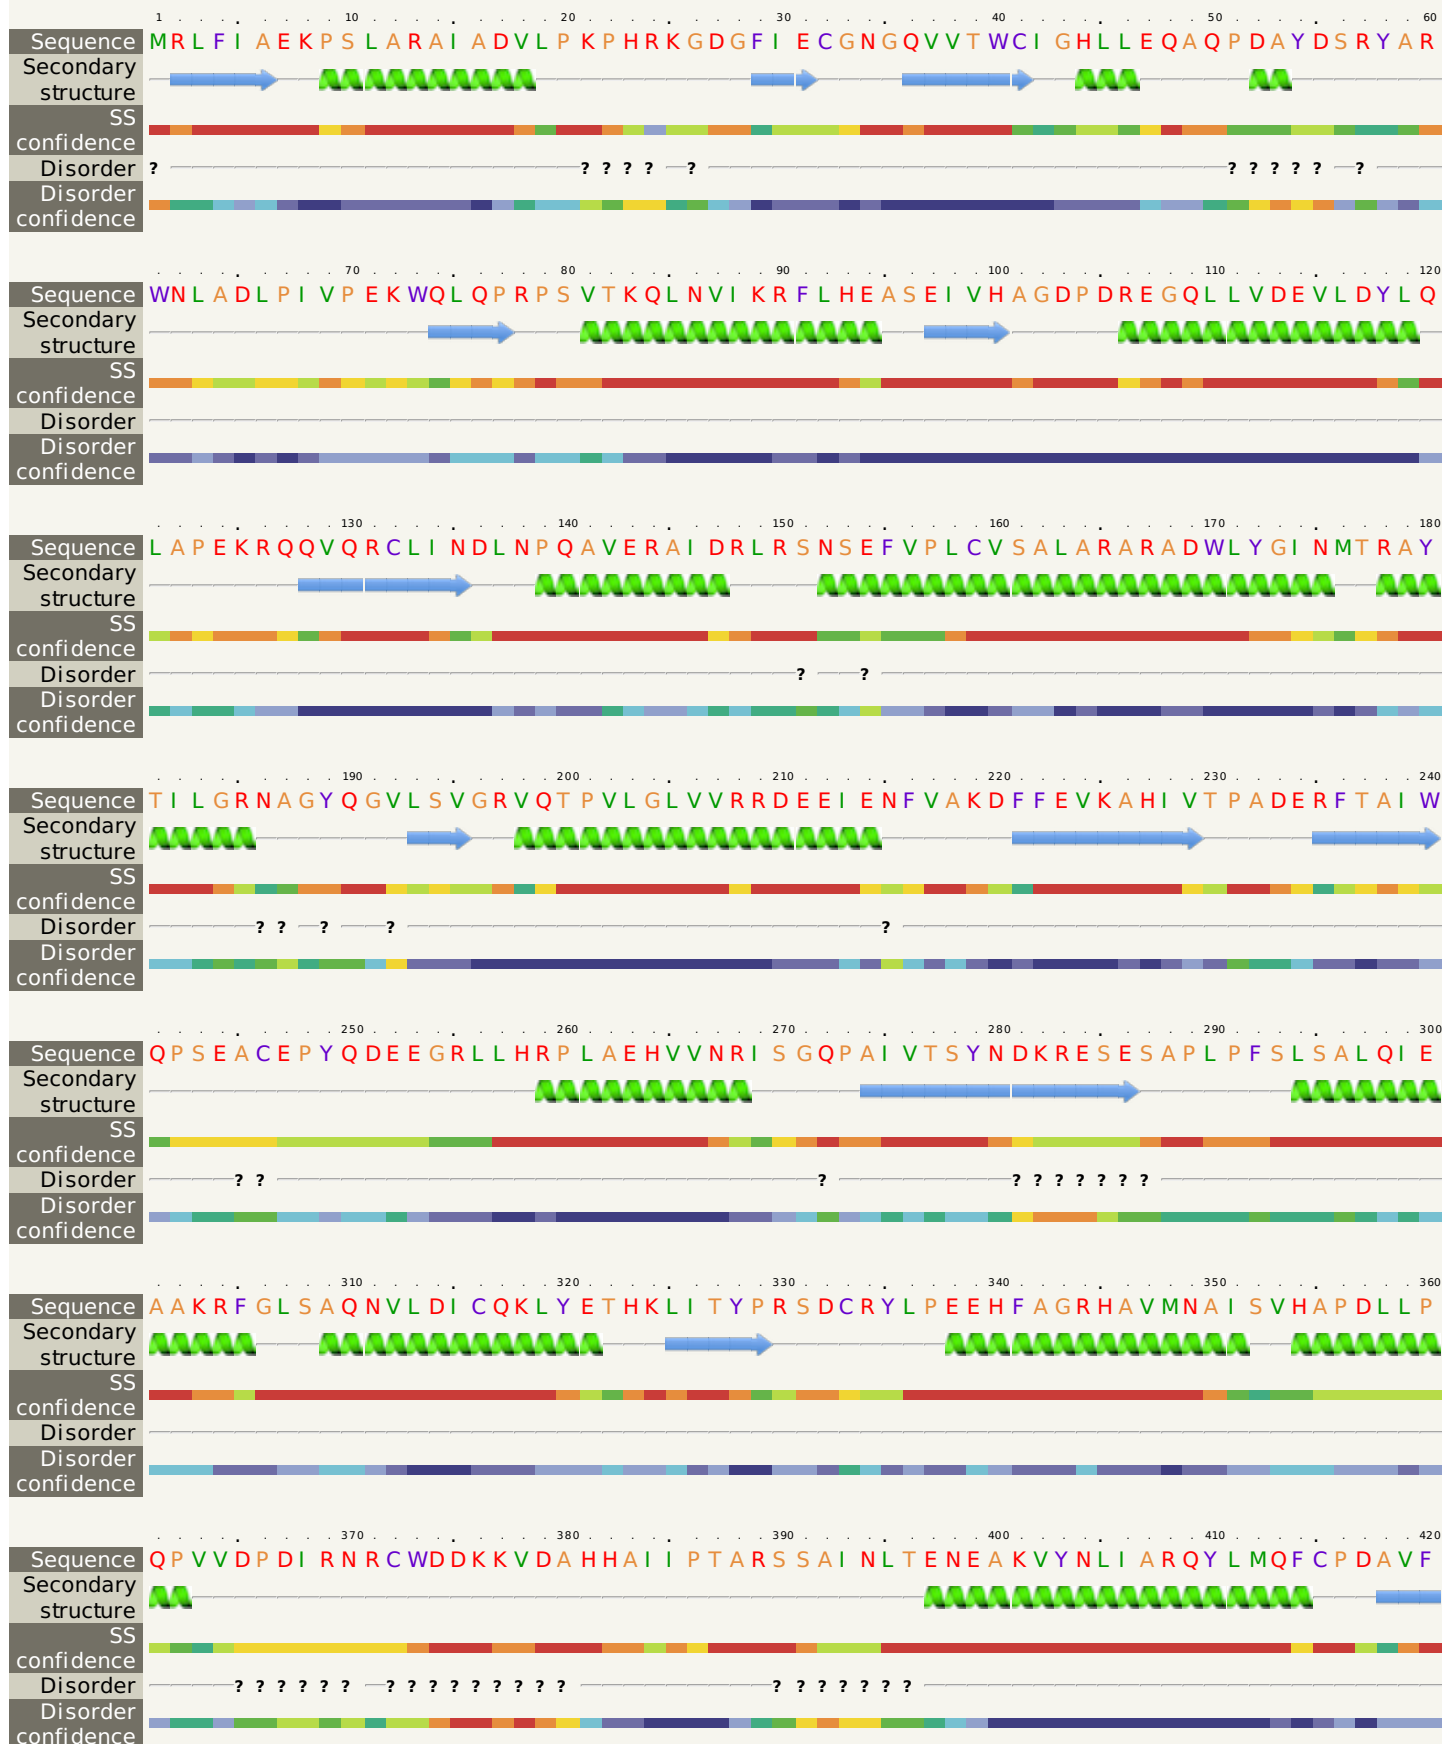 1 10 20 30 40 50 60
Sequence MRLFIAEKPSLARAIADVLPKPHRKGDGFIECGNGQVVTWCIGHLLEQAQPDAYDSRYAR
Secondary
structure
SS
confidence
Disorder ? ? ? ? ? ? ? ? ? ? ? ?
Disorder
confidence
70 80 90 100 110 120
Sequence WNLADLPIVPEKWQLQPRPSVTKQLNVIKRFLHEASEIVHAGDPDREGQLLVDEVLDYLQ
Secondary
structure
SS
confidence
Disorder
Disorder
confidence
130 140 150 160 170 180
Sequence LAPEKRQQVQRCLINDLNPQAVERAIDRLRSNSEFVPLCVSALARARADWLYGINMTRAY
Secondary
structure
SS
confidence
Disorder ? ?
Disorder
confidence
190 200 210 220 230 240
Sequence TILGRNAGYQGVLSVGRVQTPVLGLVVRRDEEIENFVAKDFFEVKAHIVTPADERFTAIW
Secondary
structure
SS
confidence
Disorder ? ? ? ? ?
Disorder
confidence
250 260 270 280 290 300
Sequence QPSEACEPYQDEEGRLLHRPLAEHVVNRISGQPAIVTSYNDKRESESAPLPFSLSALQIE
Secondary
structure
SS
confidence
Disorder ? ? ? ? ? ? ? ? ? ?
Disorder
confidence
310 320 330 340 350 360
Sequence AAKRFGLSAQNVLDICQKLYETHKLITYPRSDCRYLPEEHFAGRHAVMNAISVHAPDLLP
Secondary
structure
SS
confidence
Disorder
Disorder
confidence
370 380 390 400 410 420
Sequence QPVVDPDIRNRCWDDKKVDAHHAIIPTARSSAINLTENEAKVYNLIARQYLMQFCPDAVF
Secondary
structure
SS
confidence
Disorder ? ? ? ? ? ? ? ? ? ? ? ? ? ? ? ? ? ? ? ? ? ?
Disorder
confidence